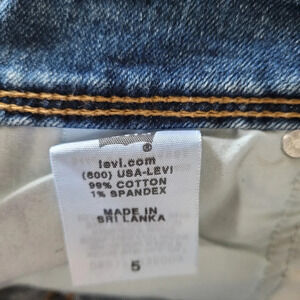 ®
levi.com
(800) USA-LEVI
99% COTTON
1% SPANDEX
MADE IN
SRI LANKA
5